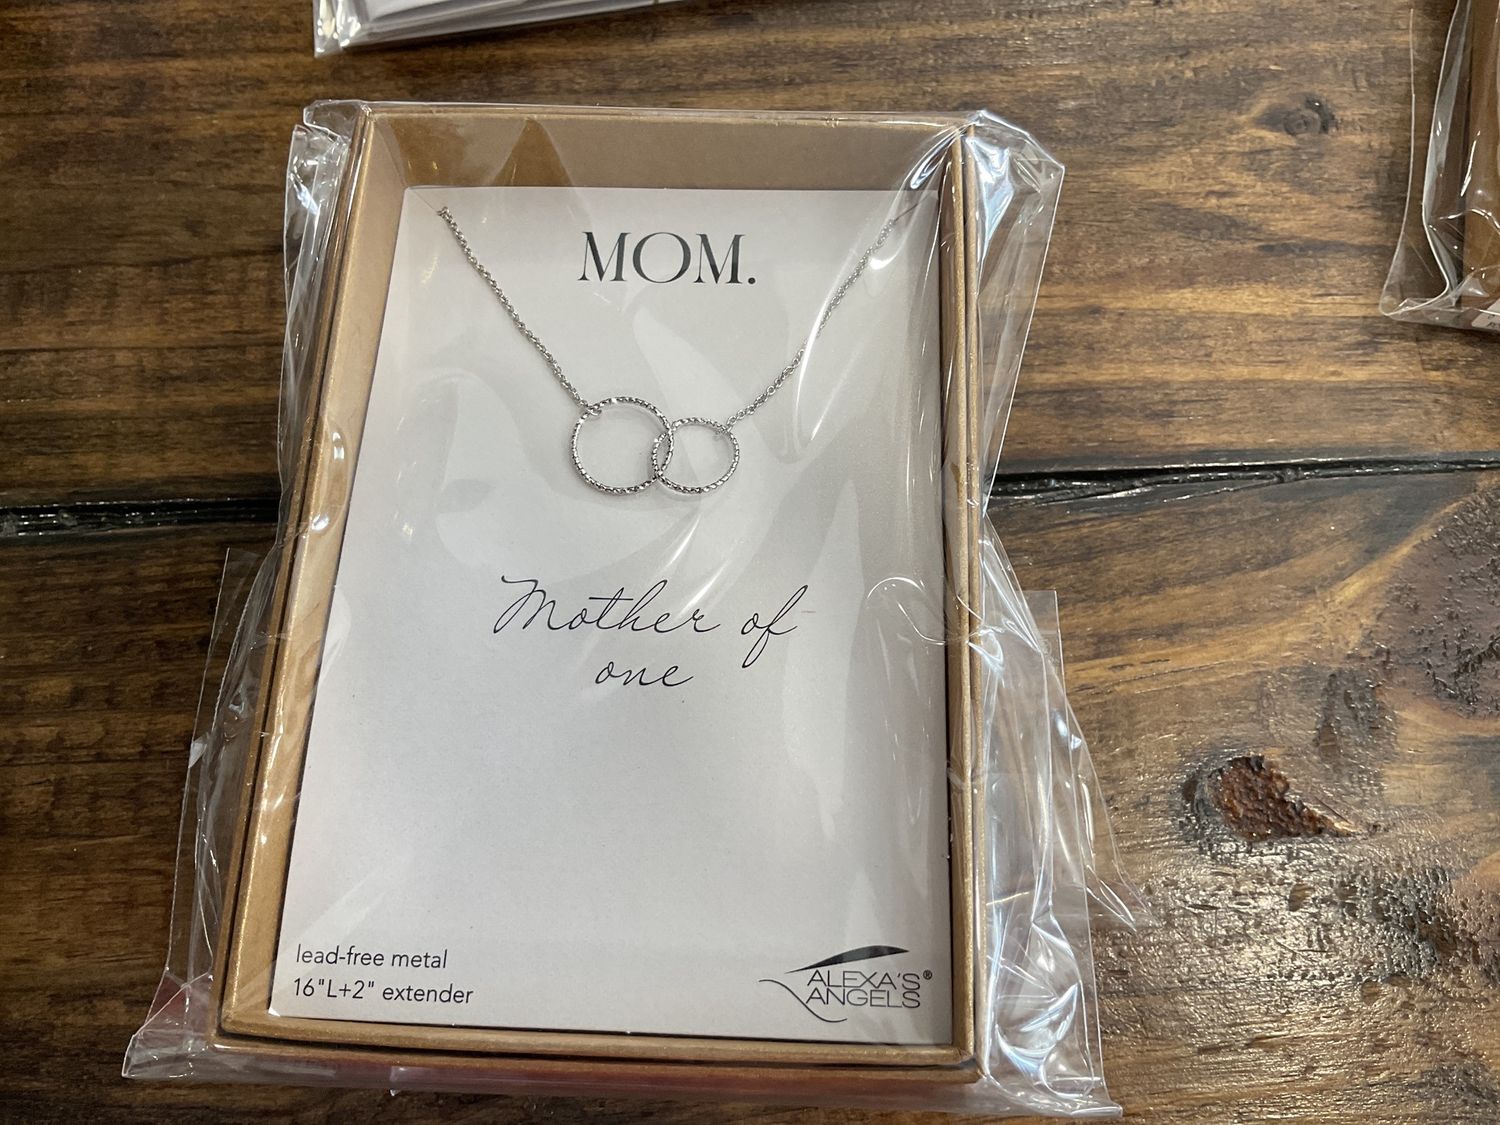 MOM.
Mother of
one
lead-free metal
16"L+2" extender
ALEXA'S®
ANGELS